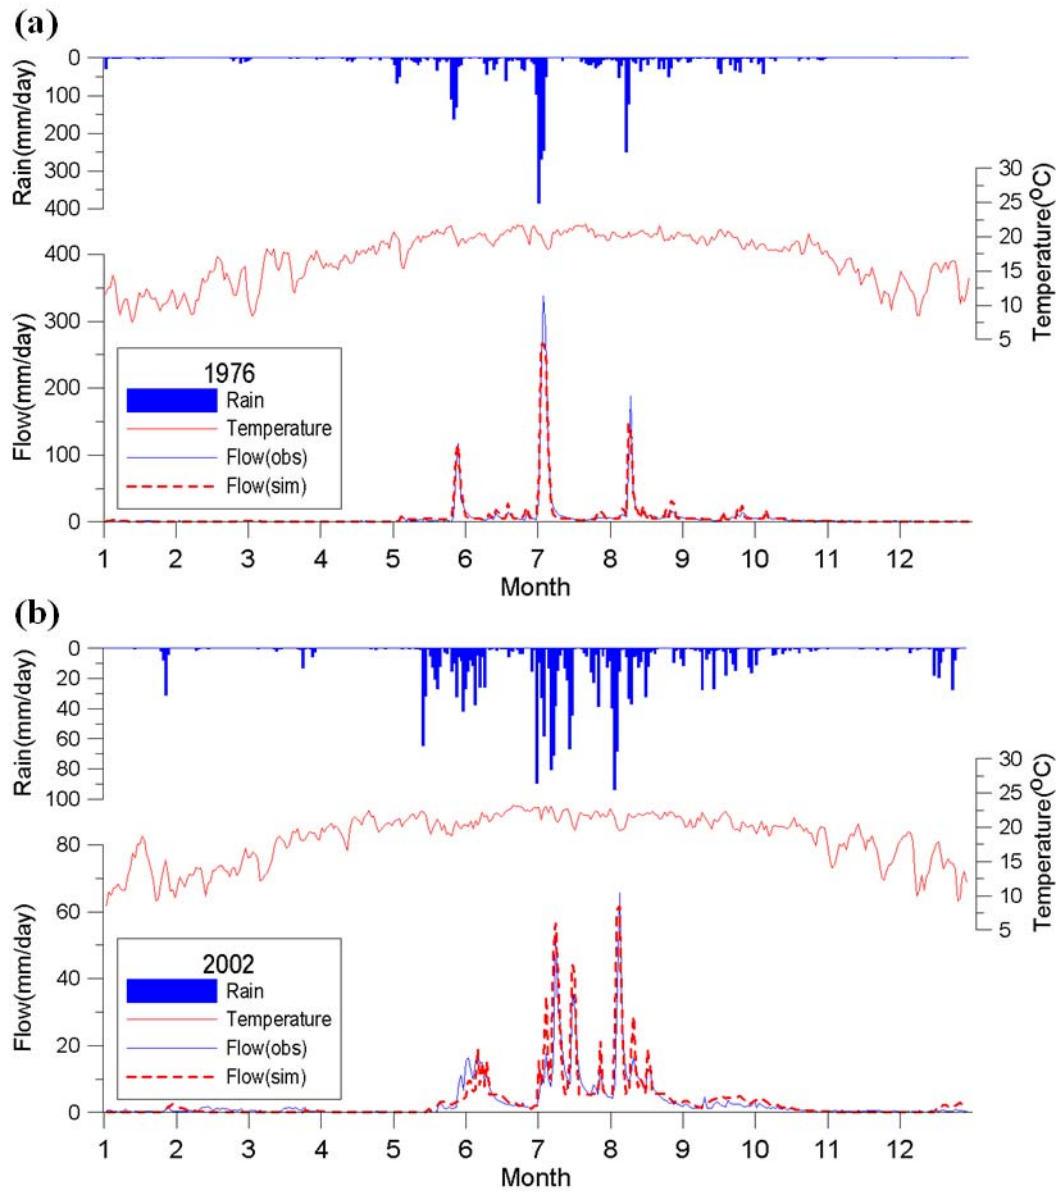 (a)
Rain(mm/day)
0
100
200
300
400
Temperature(°C)
30
25
20
15
10
5
Flow(mm/day)
400
300
200
100
0
1976
Rain
Temperature
Flow(obs)
Flow(sim)
1 2 3 4 5 6 7 8 9 10 11 12
Month
(b)
Rain(mm/day)
0
20
40
60
80
100
Temperature(°C)
30
25
20
15
10
5
Flow(mm/day)
80
60
40
20
0
2002
Rain
Temperature
Flow(obs)
Flow(sim)
1 2 3 4 5 6 7 8 9 10 11 12
Month